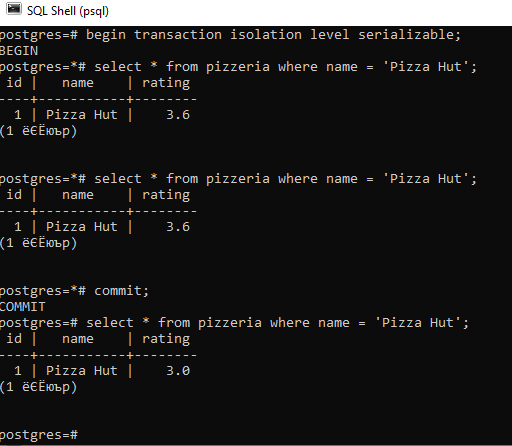 SQL Shell (psql)
postgres=# begin transaction isolation level serializable;
BEGIN
postgres=*# select * from pizzeria where name = 'Pizza Hut';
 id |   name    | rating
----+-----------+--------
  1 | Pizza Hut |    3.6
(1 ёЄЁюър)
postgres=*# select * from pizzeria where name = 'Pizza Hut';
 id |   name    | rating
----+-----------+--------
  1 | Pizza Hut |    3.6
(1 ёЄЁюър)
postgres=*# commit;
COMMIT
postgres=# select * from pizzeria where name = 'Pizza Hut';
 id |   name    | rating
----+-----------+--------
  1 | Pizza Hut |    3.0
(1 ёЄЁюър)
postgres=#